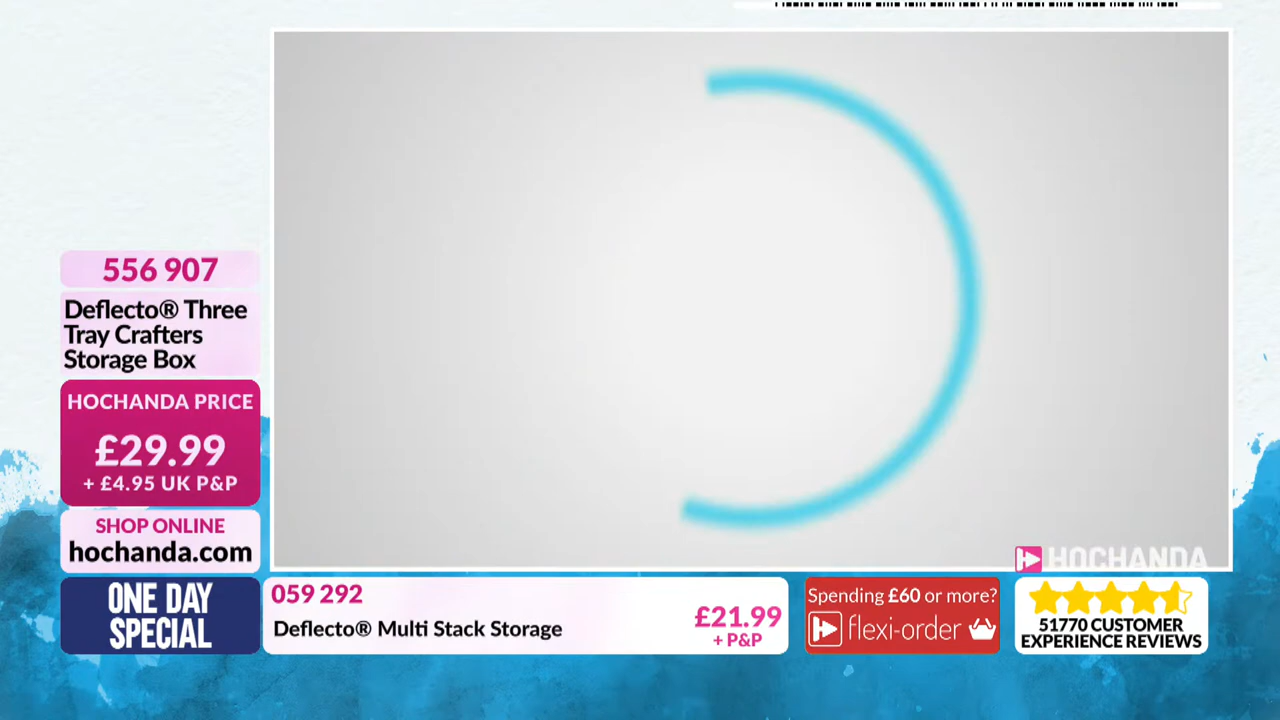 556 907
Deflecto® Three
Tray Crafters
Storage Box
HOCHANDA PRICE
£29.99
+ £4.95 UK P&P
SHOP ONLINE
hochanda.com
HOCHANDA
ONE DAY
SPECIAL
059 292
Deflecto® Multi Stack Storage
£21.99
+ P&P
Spending £60 or more?
flexi-order
51770 CUSTOMER
EXPERIENCE REVIEWS